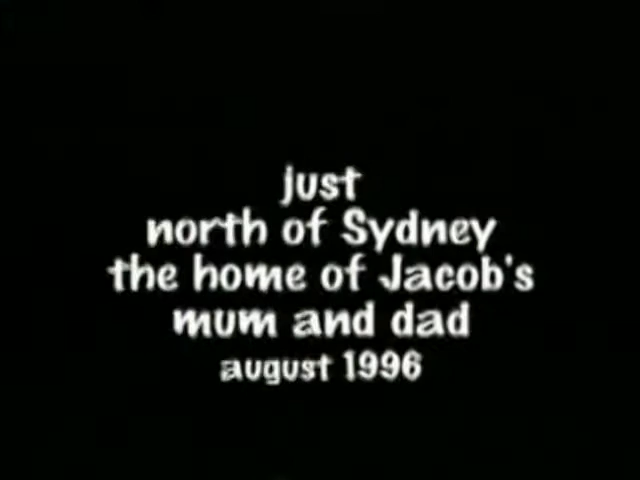 just
north of Sydney
the home of Jacob's
mum and dad
august 1996